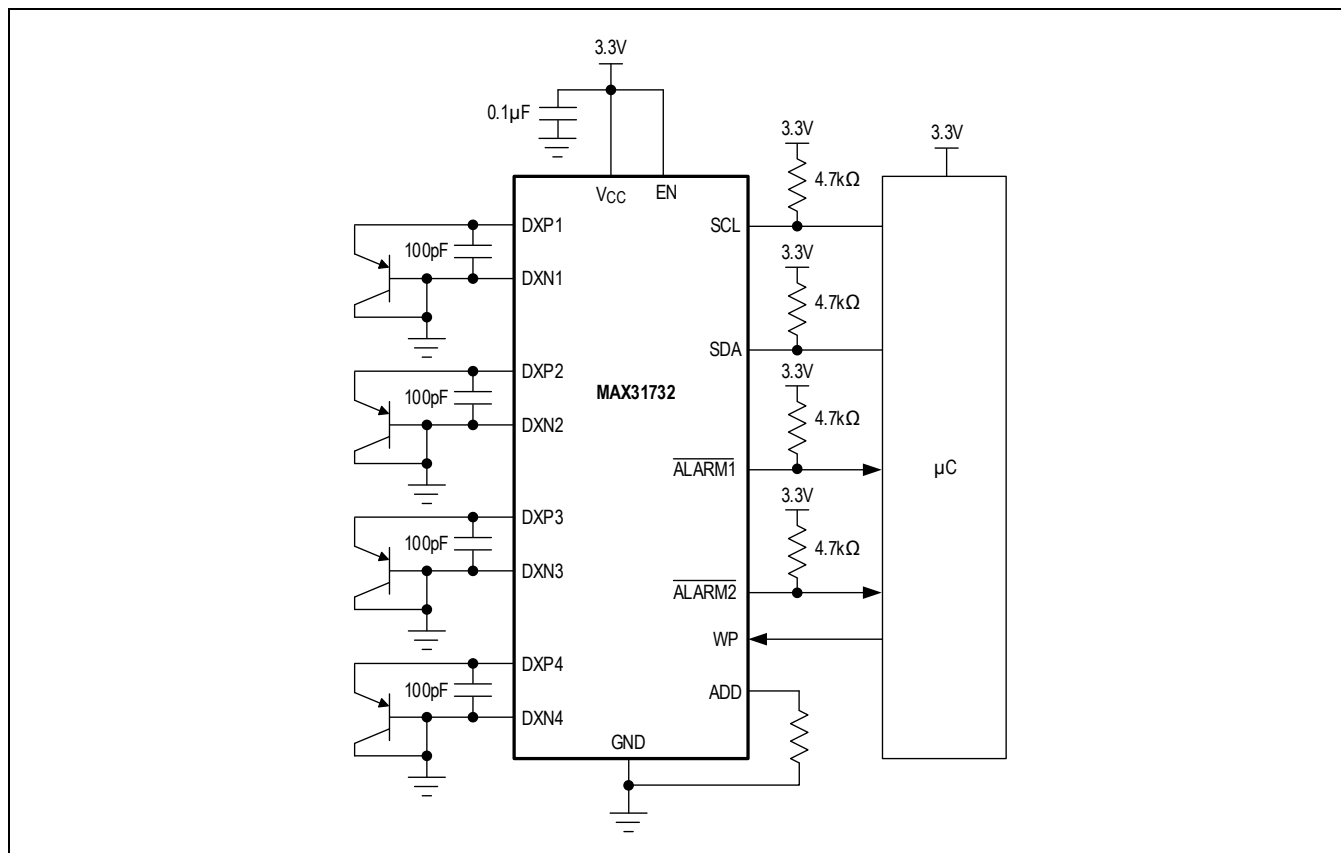 3.3V
0.1µF
3.3V
3.3V
4.7kΩ
VCC
EN
DXP1
SCL
100pF
DXN1
3.3V
4.7kΩ
SDA
DXP2
3.3V
MAX31732
100pF
4.7kΩ
DXN2
ALARM1
µC
3.3V
DXP3
100pF
4.7kΩ
DXN3
ALARM2
WP
DXP4
100pF
ADD
DXN4
GND